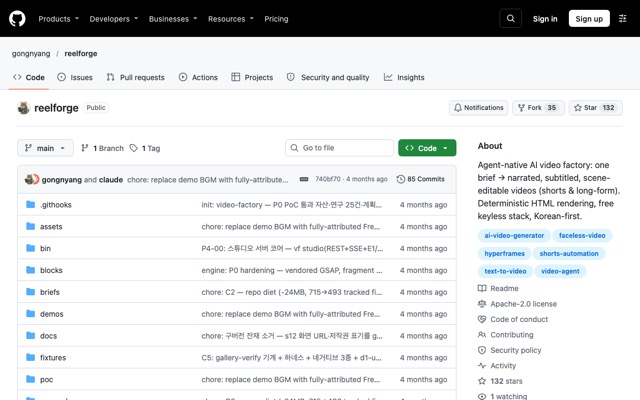 Products Developers Businesses Resources Pricing Sign in Sign up
gongnyang / reelforge
Code Issues Pull requests Actions Projects Security and quality Insights
reelforge Public Notifications Fork 35 Star 132
main 1 Branch 1 Tag Go to file Code
gongnyang and claude chore: replace demo BGM with fully-attributed Free… 740bf70 · 4 months ago 85 Commits
.githooks init: video-factory — P0 PoC 통과 자산·연구 25건·계획… 4 months ago
assets chore: replace demo BGM with fully-attributed Fre… 4 months ago
bin P4-00: 스튜디오 서버 코어 — vf studio(REST+SSE+E1/… 4 months ago
blocks engine: P0 hardening — vendored GSAP, fragment … 4 months ago
briefs chore: C2 — repo diet (-24MB, 715→493 tracked fi… 4 months ago
demos chore: replace demo BGM with fully-attributed Fre… 4 months ago
docs chore: 구버전 잔재 소거 — s12 화면 URL·저작권 표기를 g… 4 months ago
fixtures C5: gallery-verify 기계 + 하네스 + 네거티브 3종 + d1-u… 4 months ago
poc chore: replace demo BGM with fully-attributed Fre… 4 months ago
About
Agent-native AI video factory: one
brief → narrated, subtitled, scene-
editable videos (shorts & long-form).
Deterministic HTML rendering, free
keyless stack, Korean-first.
ai-video-generator faceless-video
hyperframes shorts-automation
text-to-video video-agent
Readme
Apache-2.0 license
Code of conduct
Contributing
Security policy
Activity
132 stars
1 watching